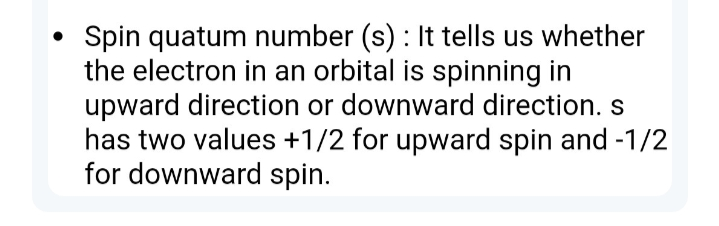 • Spin quatum number (s) : It tells us whether
the electron in an orbital is spinning in
upward direction or downward direction. s
has two values +1/2 for upward spin and -1/2
for downward spin.